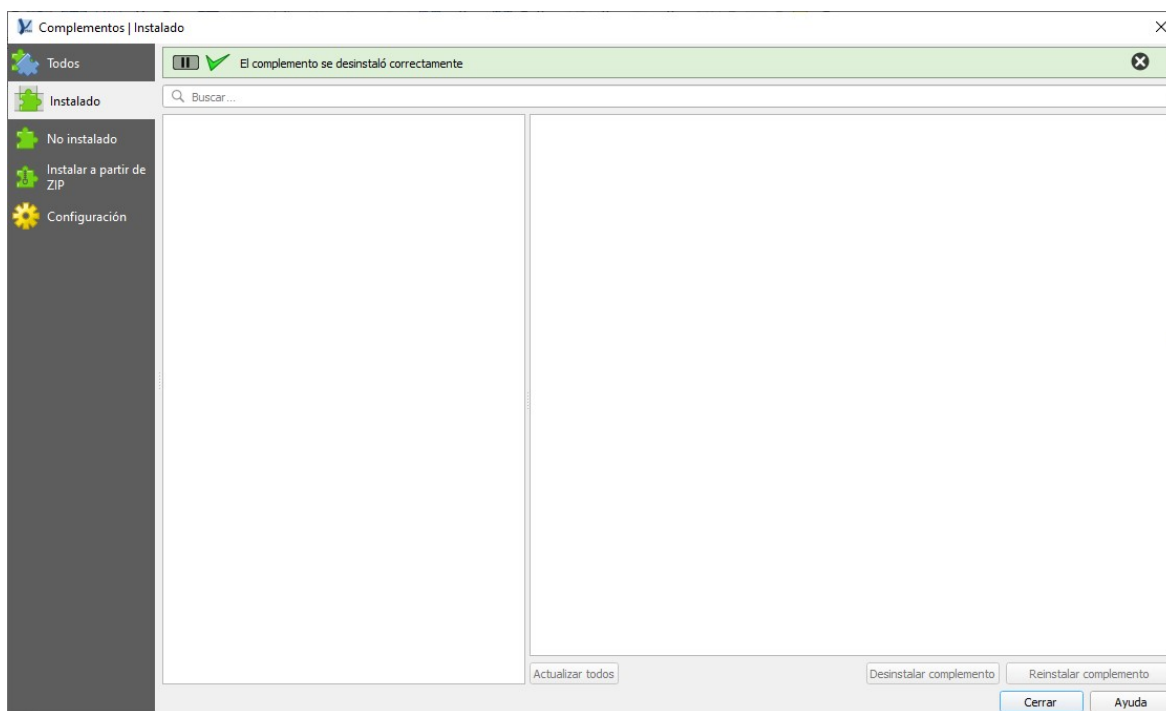 Complementos | Instalado
Todos
El complemento se desinstaló correctamente
Instalado
Buscar...
No instalado
Instalar a partir de
ZIP
Configuración
Actualizar todos
Desinstalar complemento
Reinstalar complemento
Cerrar
Ayuda